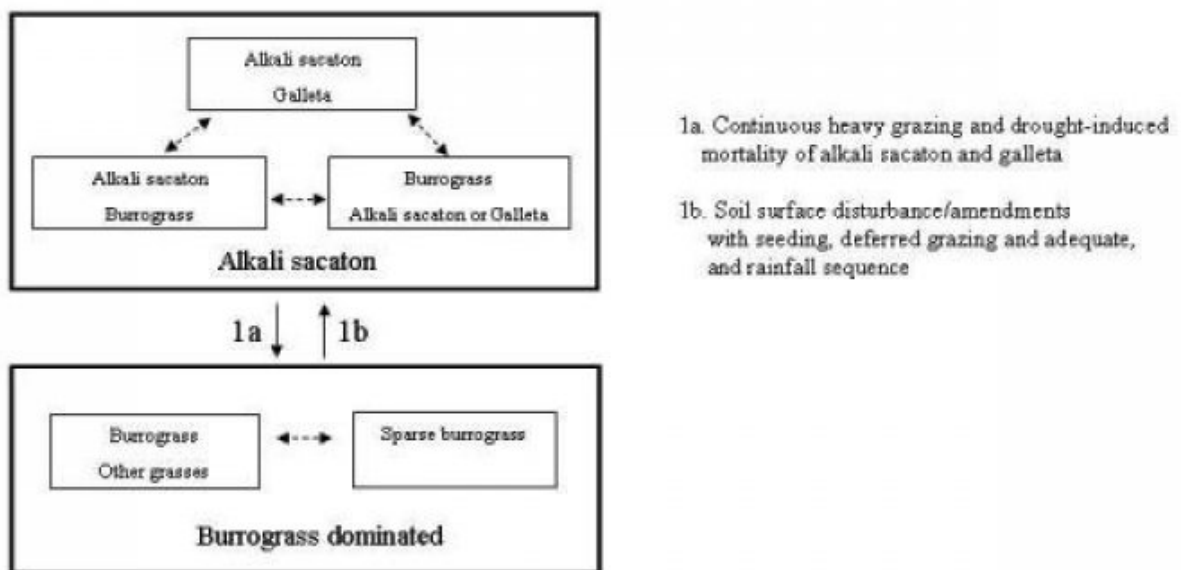 Alkali sacaton
Galleta
Alkali sacaton
Burrograss
Burrograss
Alkali sacaton or Galleta
Alkali sacaton
1a
1b
Burrograss
Other grasses
Sparse burrograss
Burrograss dominated
1a. Continuous heavy grazing and drought-induced
mortality of alkali sacaton and galleta
1b. Soil surface disturbance/amendments
with seeding, deferred grazing and adequate,
and rainfall sequence